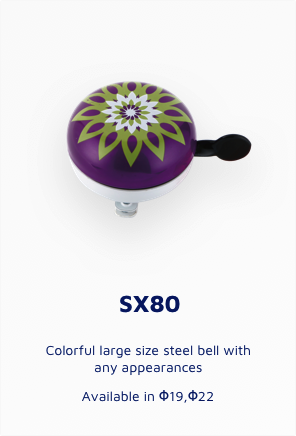 SX80
Colorful large size steel bell with
any appearances
Available in Φ19,Φ22